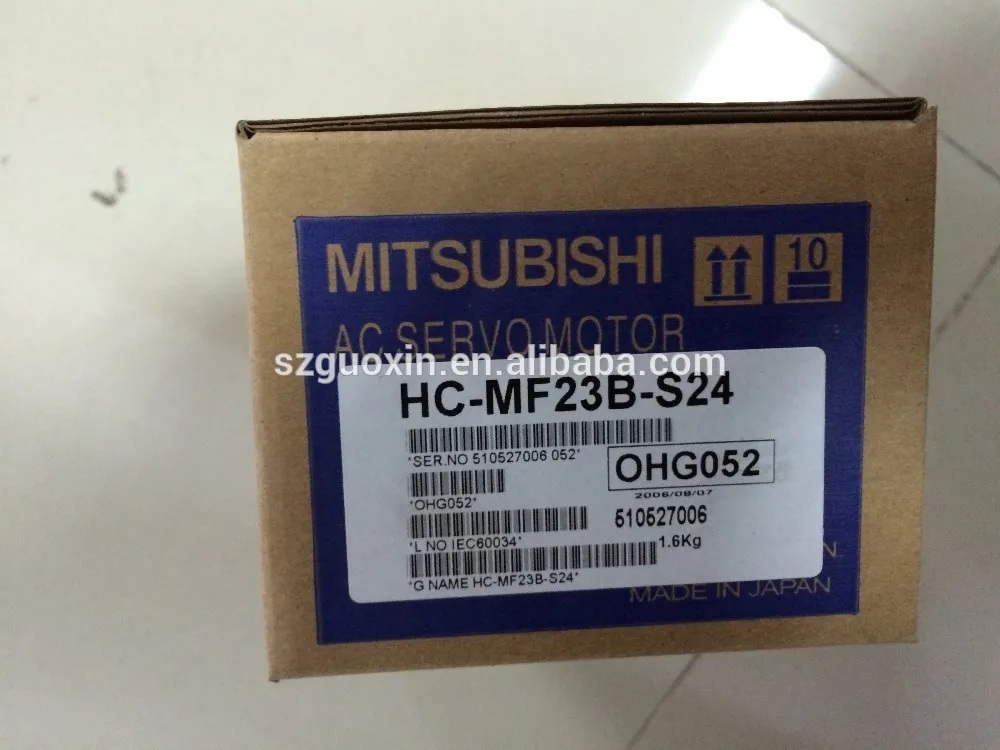 MITSUBISHI
10
AC SERVO MOTOR
szguoxin.en.alibaba.com
HC-MF23B-S24
*SER.NO 510527006 052*
OHG052
2006/08/07
*OHG052*
510527006
*L NO IEC60034*
1.6Kg
*G NAME HC-MF23B-S24*
MADE IN JAPAN